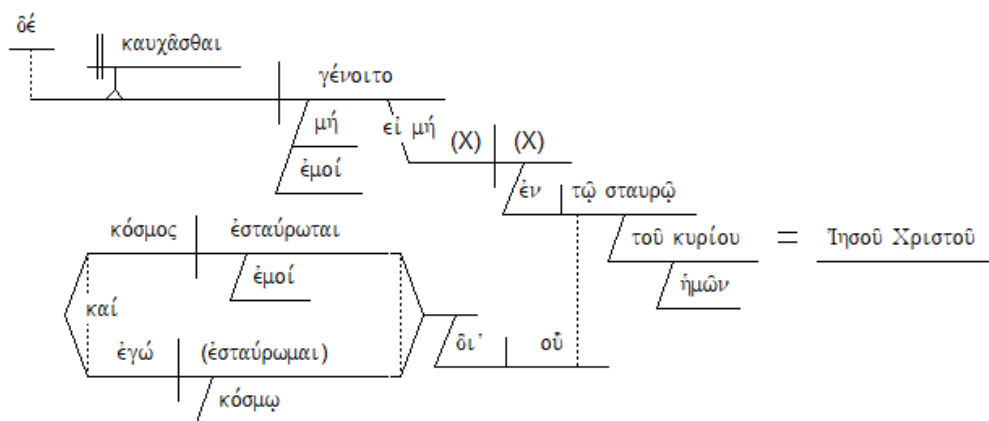 δέ
καυχᾶσθαι
γένοιτο
μή
εἰ μή
(X)
(X)
ἐμοί
ἐν
τῷ σταυρῷ
τοῦ κυρίου
=
Ἰησοῦ Χριστοῦ
ἡμῶν
κόσμος
ἐσταύρωται
ἐμοί
καί
ἐγώ
(ἐσταύρωμαι)
κόσμῳ
δι᾽
οὗ